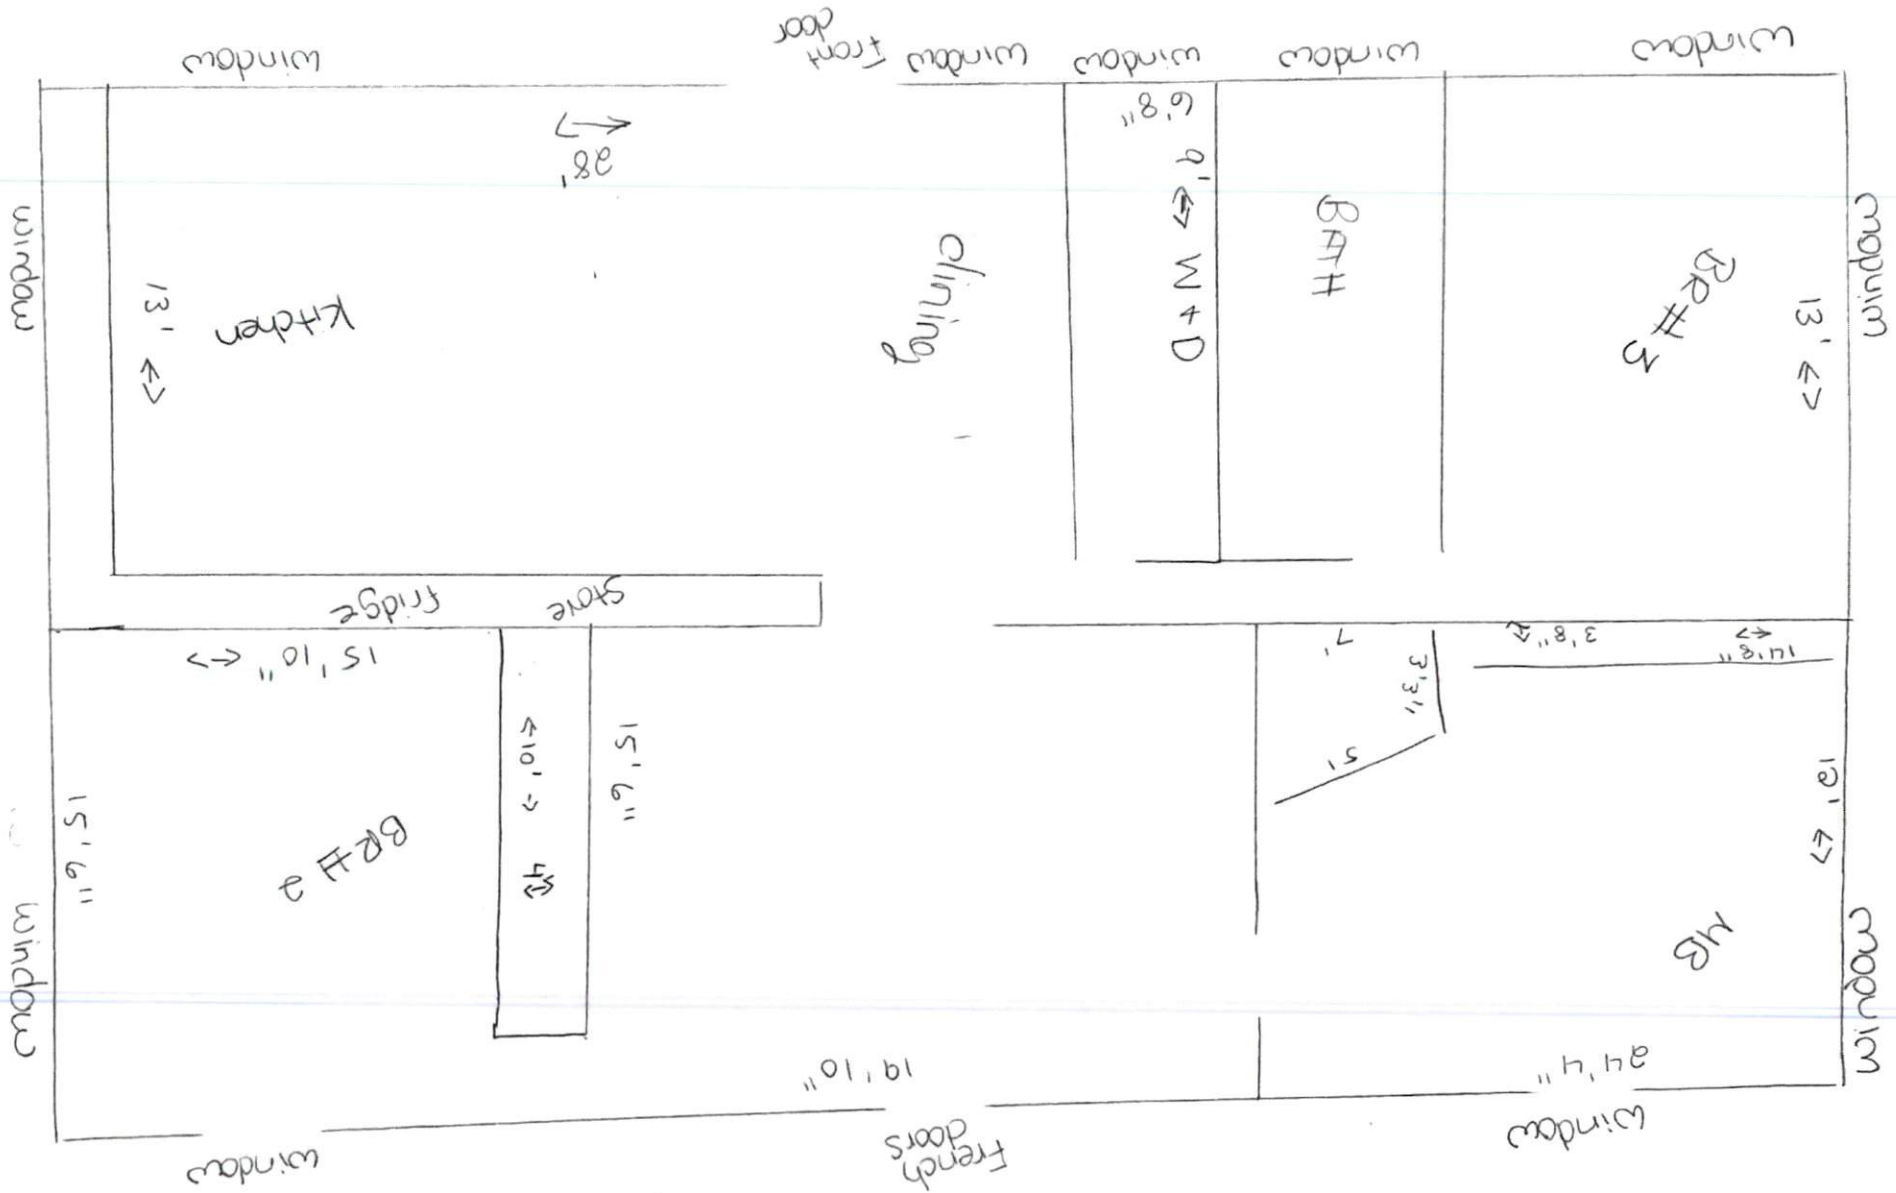 window
Front
door
window
window
window
window
28'
6'8"
9'
W + D
BATH
window
13'
Kitchen
dining
BR #3
13'
window
Stove
fridge
15' 10"
10'
4'
15' 6"
7'
3'3"
5'
3'8"
14'8"
15' 6"
BR # 2
12'
MB
window
window
19' 10"
24' 4"
window
French
doors
window